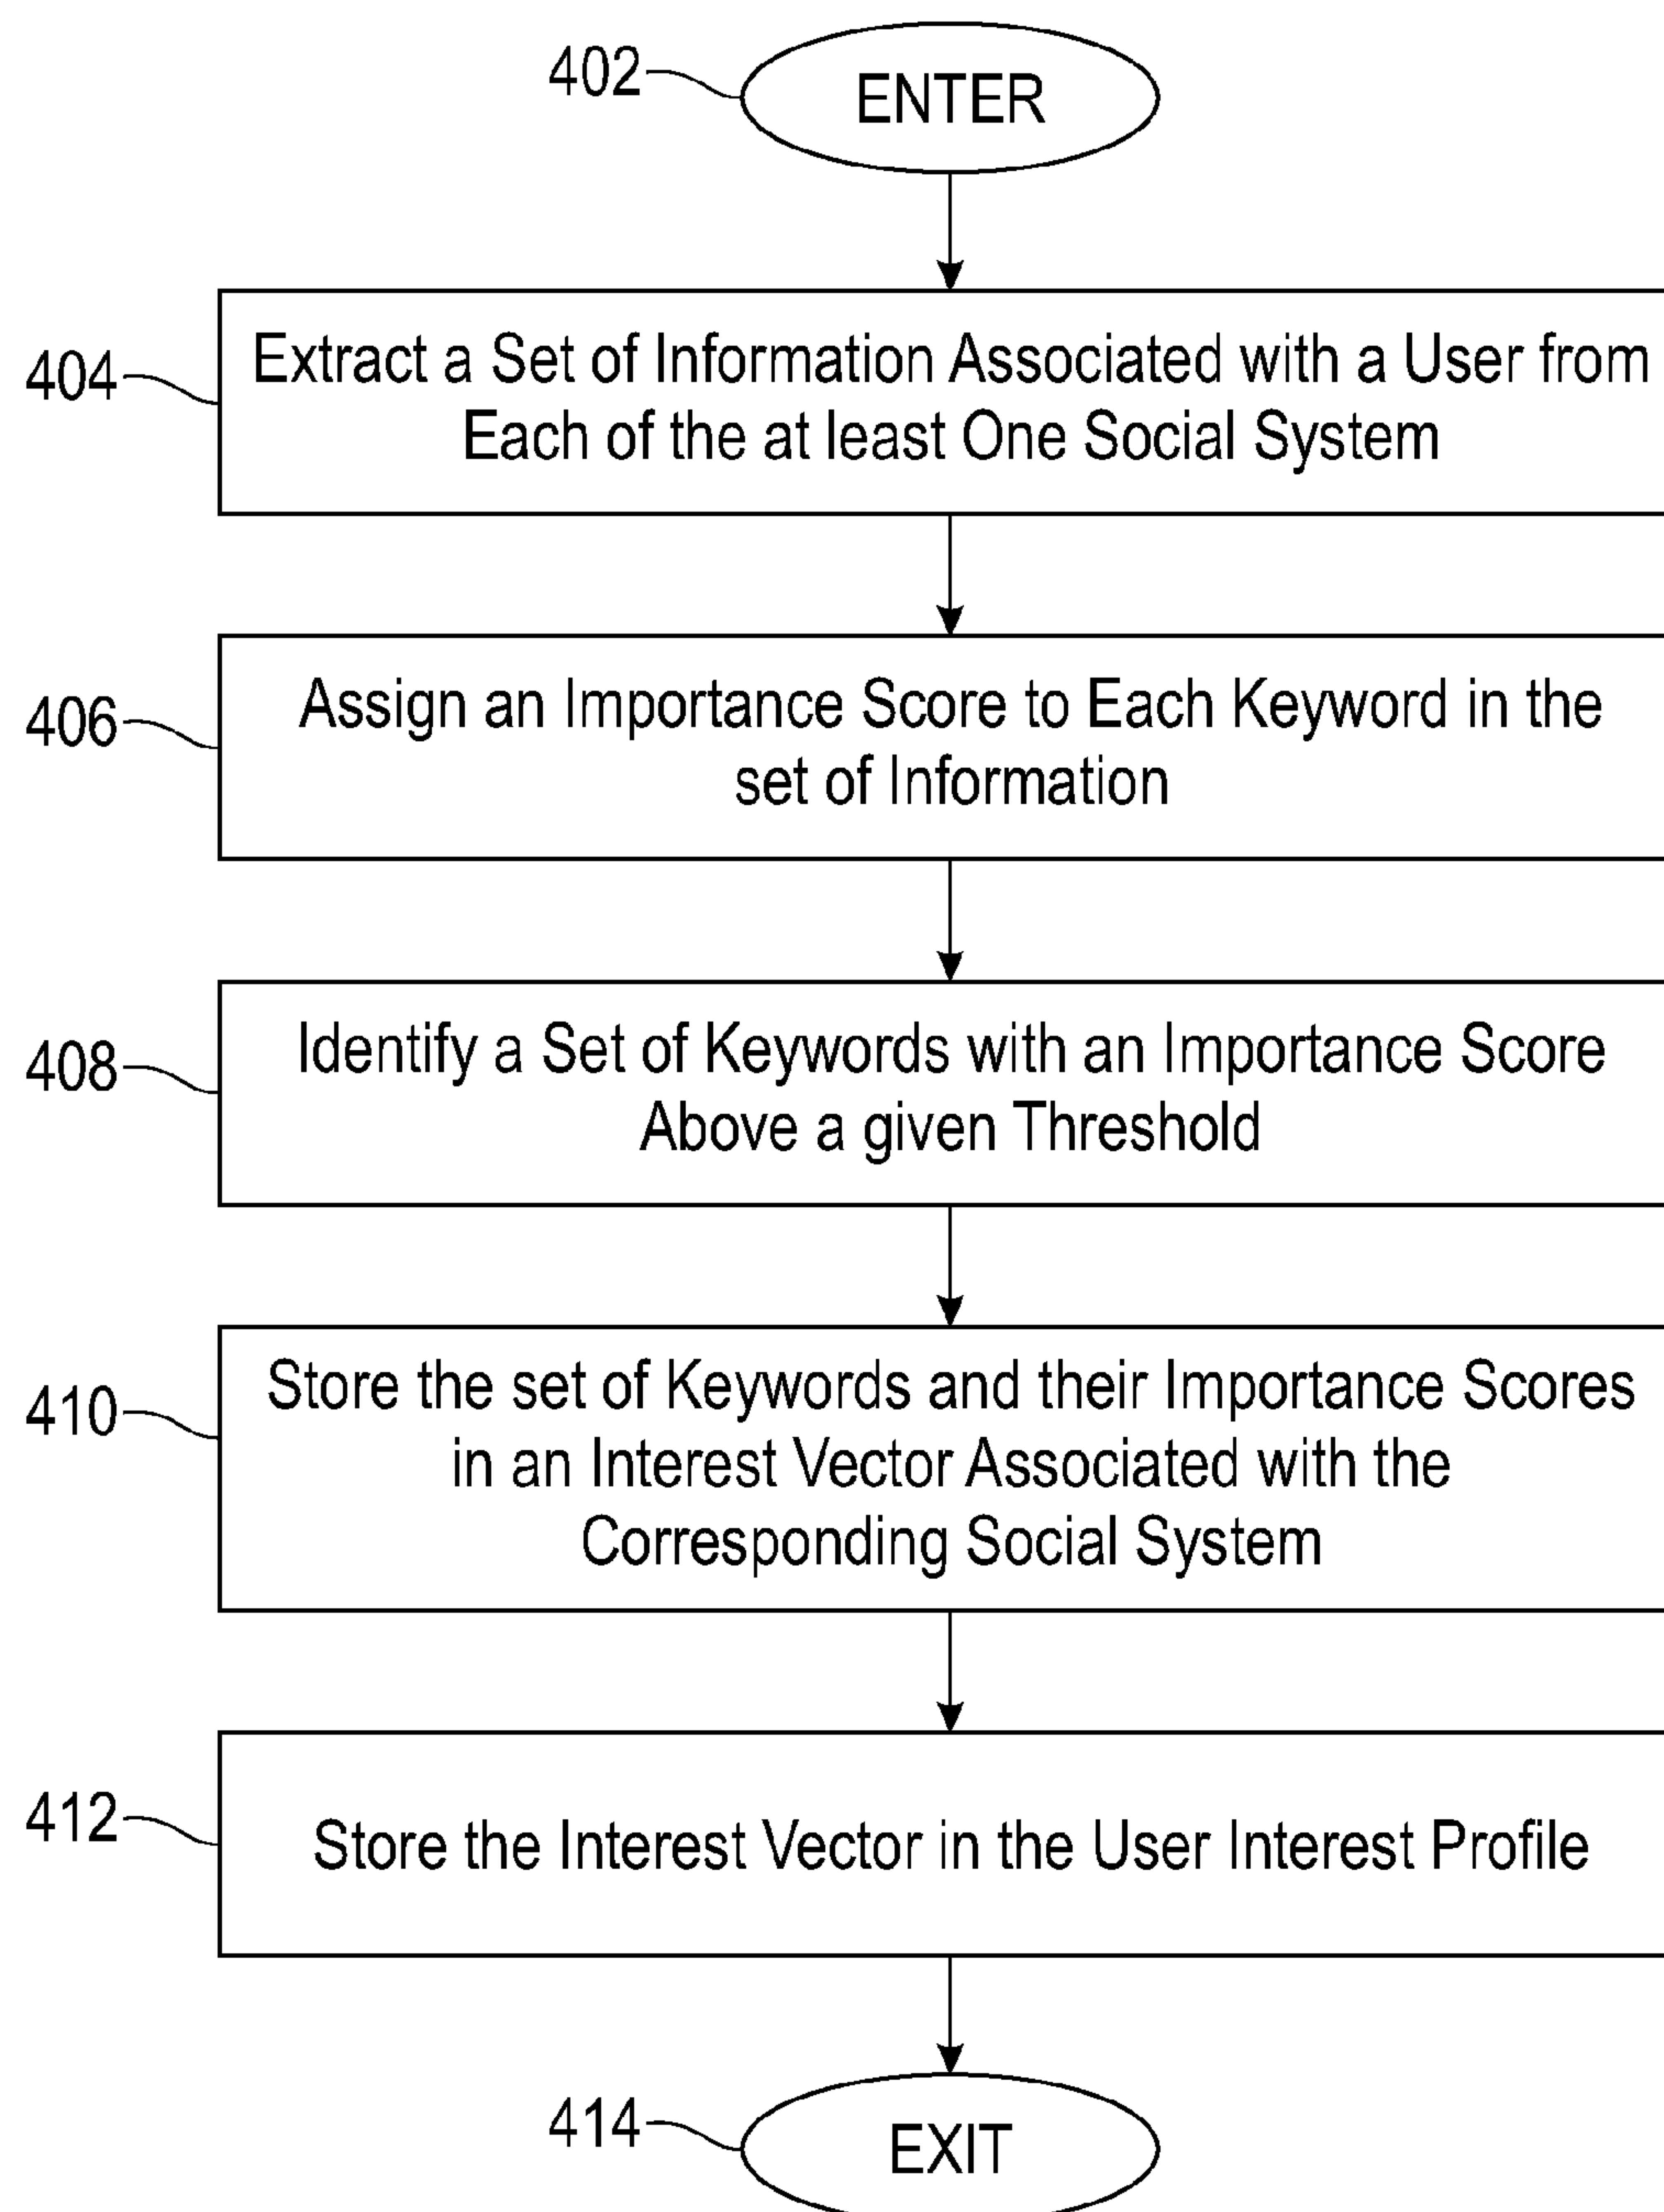 402
ENTER
404
Extract a Set of Information Associated with a User from
Each of the at least One Social System
406
Assign an Importance Score to Each Keyword in the
set of Information
408
Identify a Set of Keywords with an Importance Score
Above a given Threshold
410
Store the set of Keywords and their Importance Scores
in an Interest Vector Associated with the
Corresponding Social System
412
Store the Interest Vector in the User Interest Profile
414
EXIT